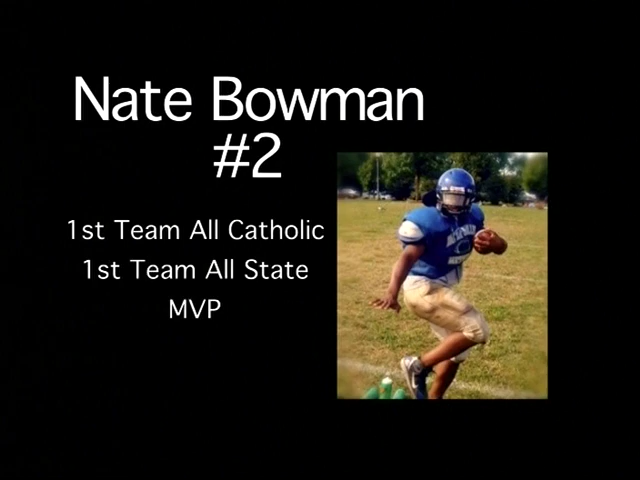 Nate Bowman
#2
1st Team All Catholic
1st Team All State
MVP